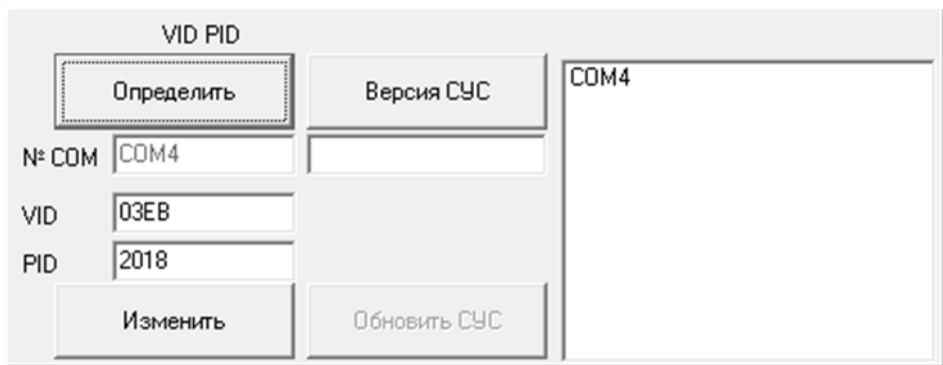 VID PID
Определить
Версия СУС
COM4
№ COM
COM4
VID
03EB
PID
2018
Изменить
Обновить СУС